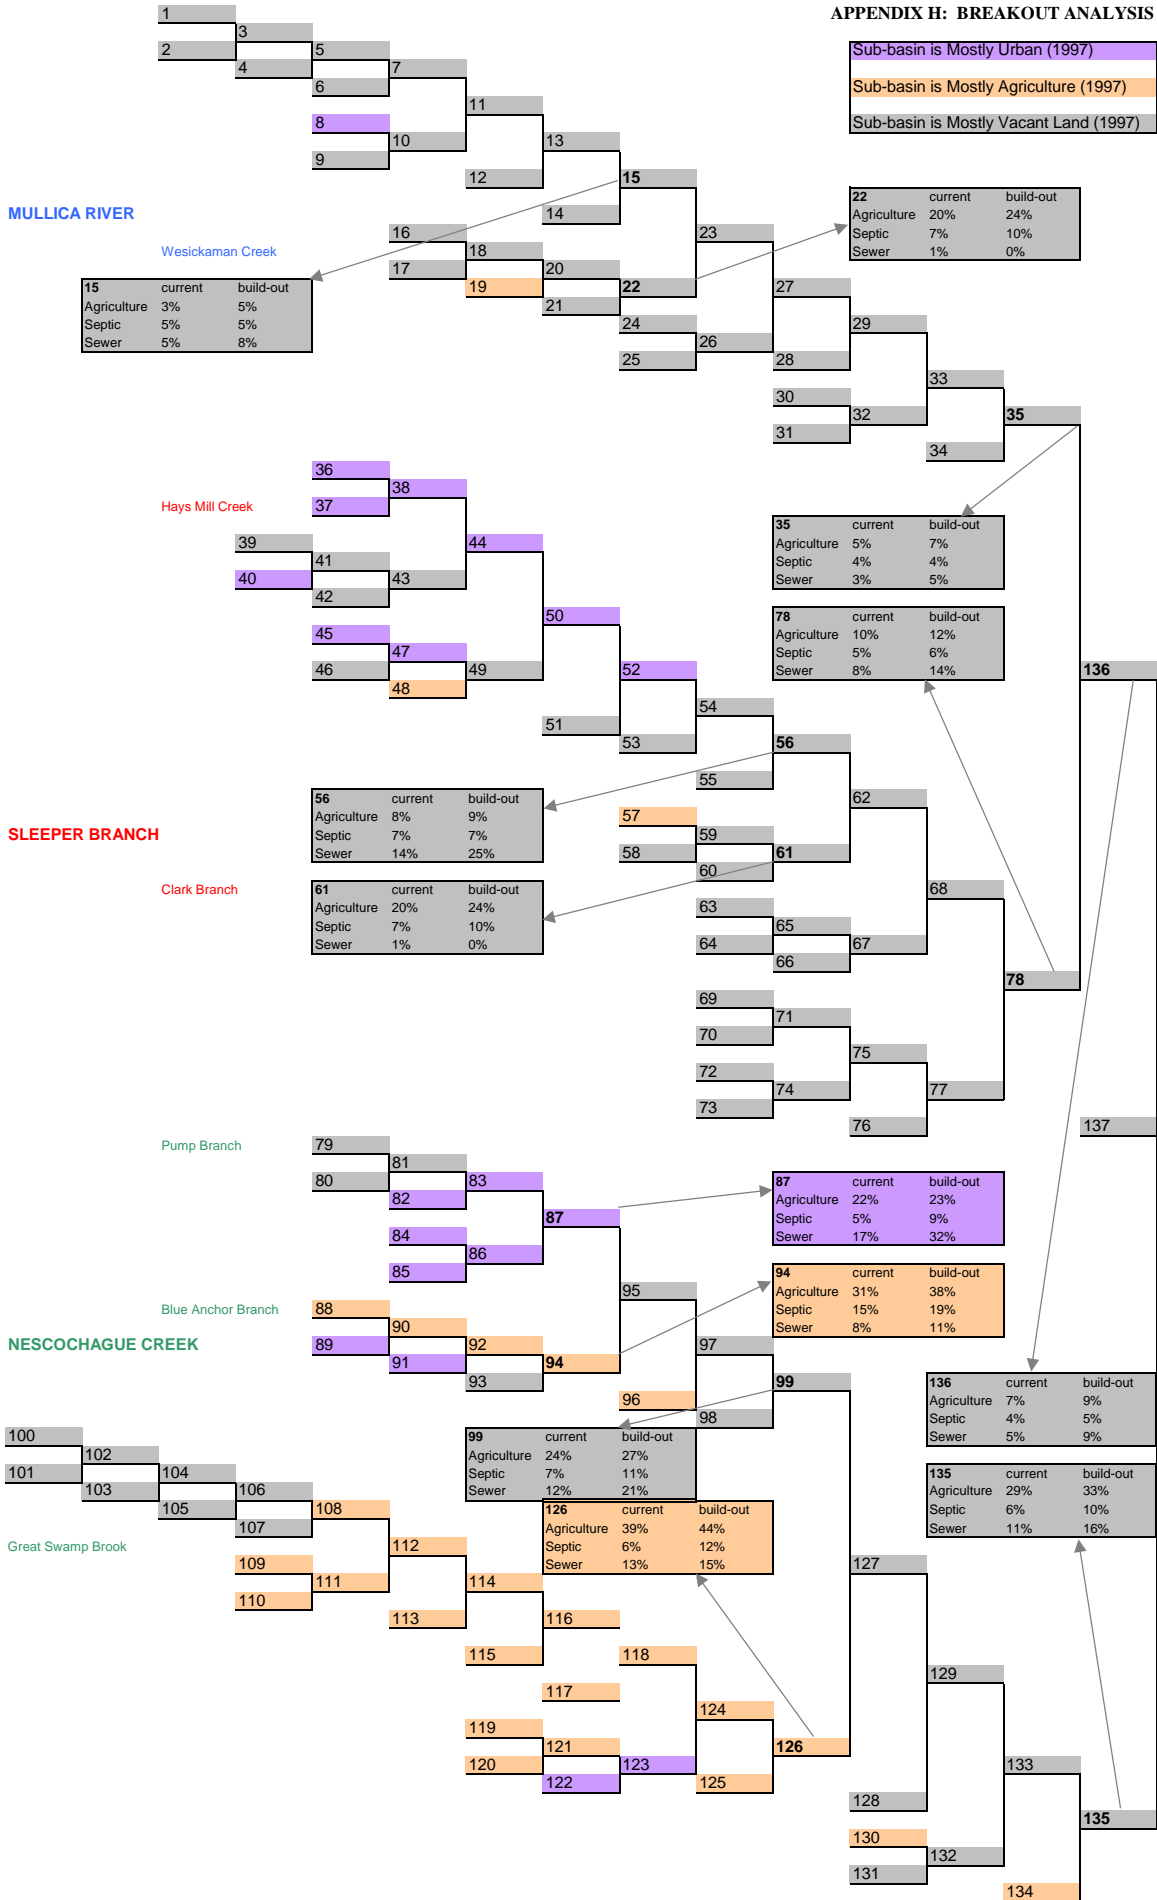 APPENDIX H: BREAKOUT ANALYSIS
Sub-basin is Mostly Urban (1997)
Sub-basin is Mostly Agriculture (1997)
Sub-basin is Mostly Vacant Land (1997)
1
2
3
4
5
6
7
8
9
10
11
12
13
14
15
MULLICA RIVER
Wesickaman Creek
16
17
18
19
20
21
22
23
24
25
26
27
28
29
30
31
32
33
34
35
22 current build-out
Agriculture 20% 24%
Septic 7% 10%
Sewer 1% 0%
15 current build-out
Agriculture 3% 5%
Septic 5% 5%
Sewer 5% 8%
Hays Mill Creek
36
37
38
39
40
41
42
43
44
45
46
47
48
49
50
51
52
53
54
55
56
35 current build-out
Agriculture 5% 7%
Septic 4% 4%
Sewer 3% 5%
78 current build-out
Agriculture 10% 12%
Septic 5% 6%
Sewer 8% 14%
136
56 current build-out
Agriculture 8% 9%
Septic 7% 7%
Sewer 14% 25%
SLEEPER BRANCH
Clark Branch
61 current build-out
Agriculture 20% 24%
Septic 7% 10%
Sewer 1% 0%
57
58
59
60
61
62
63
64
65
66
67
68
69
70
71
72
73
74
75
76
77
78
137
Pump Branch
79
80
81
82
83
84
85
86
87
87 current build-out
Agriculture 22% 23%
Septic 5% 9%
Sewer 17% 32%
Blue Anchor Branch
NESCOCHAGUE CREEK
88
89
90
91
92
93
94
94 current build-out
Agriculture 31% 38%
Septic 15% 19%
Sewer 8% 11%
95
96
97
98
99
136 current build-out
Agriculture 7% 9%
Septic 4% 5%
Sewer 5% 9%
99 current build-out
Agriculture 24% 27%
Septic 7% 11%
Sewer 12% 21%
135 current build-out
Agriculture 29% 33%
Septic 6% 10%
Sewer 11% 16%
126 current build-out
Agriculture 39% 44%
Septic 6% 12%
Sewer 13% 15%
Great Swamp Brook
100
101
102
103
104
105
106
107
108
109
110
111
112
113
114
115
116
117
118
119
120
121
122
123
124
125
126
127
128
129
130
131
132
133
134
135